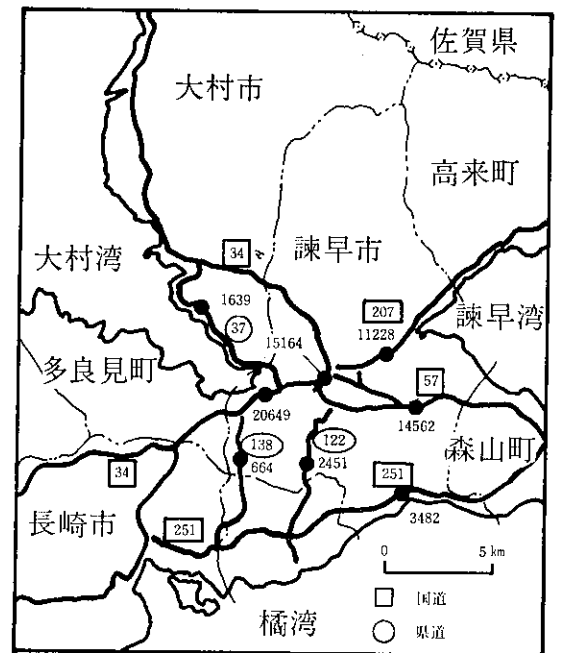 佐賀県
大村市
高来町
34
諫早市
大村湾
207
1639
諫早湾
11228
37
15164
多良見町
57
20649
14562
138
122
森山町
664
2451
34
251
長崎市
251
3482
0 5 km
国道
橘湾
県道